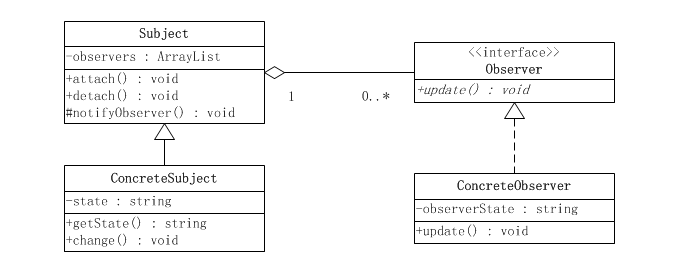 Subject
-observers : ArrayList
+attach() : void
+detach() : void
#notifyObserver() : void
1
0..*
<<interface>>
Observer
+update() : void
ConcreteSubject
-state : string
+getState() : string
+change() : void
ConcreteObserver
-observerState : string
+update() : void